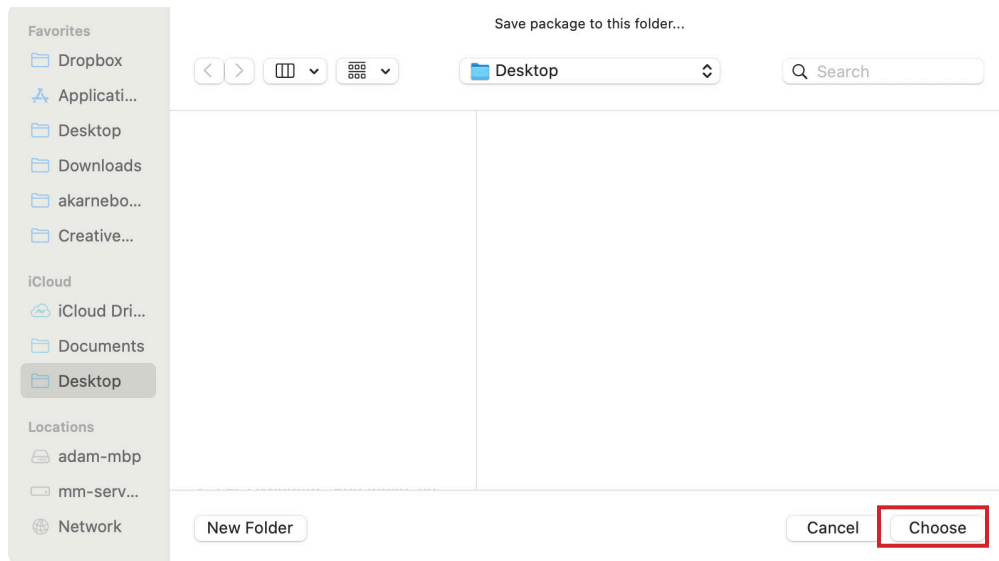 Save package to this folder...
Favorites
Dropbox
Applicati...
Desktop
Downloads
akarnebo...
Creative...
iCloud
iCloud Dri...
Documents
Desktop
Locations
adam-mbp
mm-serv...
Network
Desktop
Search
New Folder
Cancel
Choose